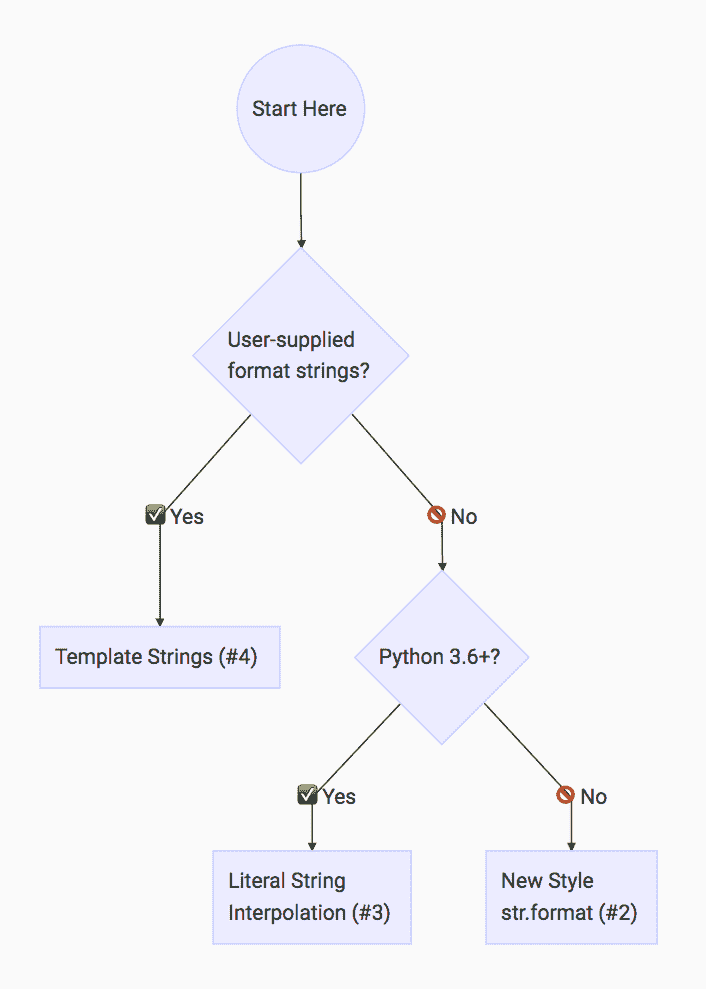 Start Here
User-supplied
format strings?
Yes
No
Template Strings (#4)
Python 3.6+?
Yes
No
Literal String
Interpolation (#3)
New Style
str.format (#2)